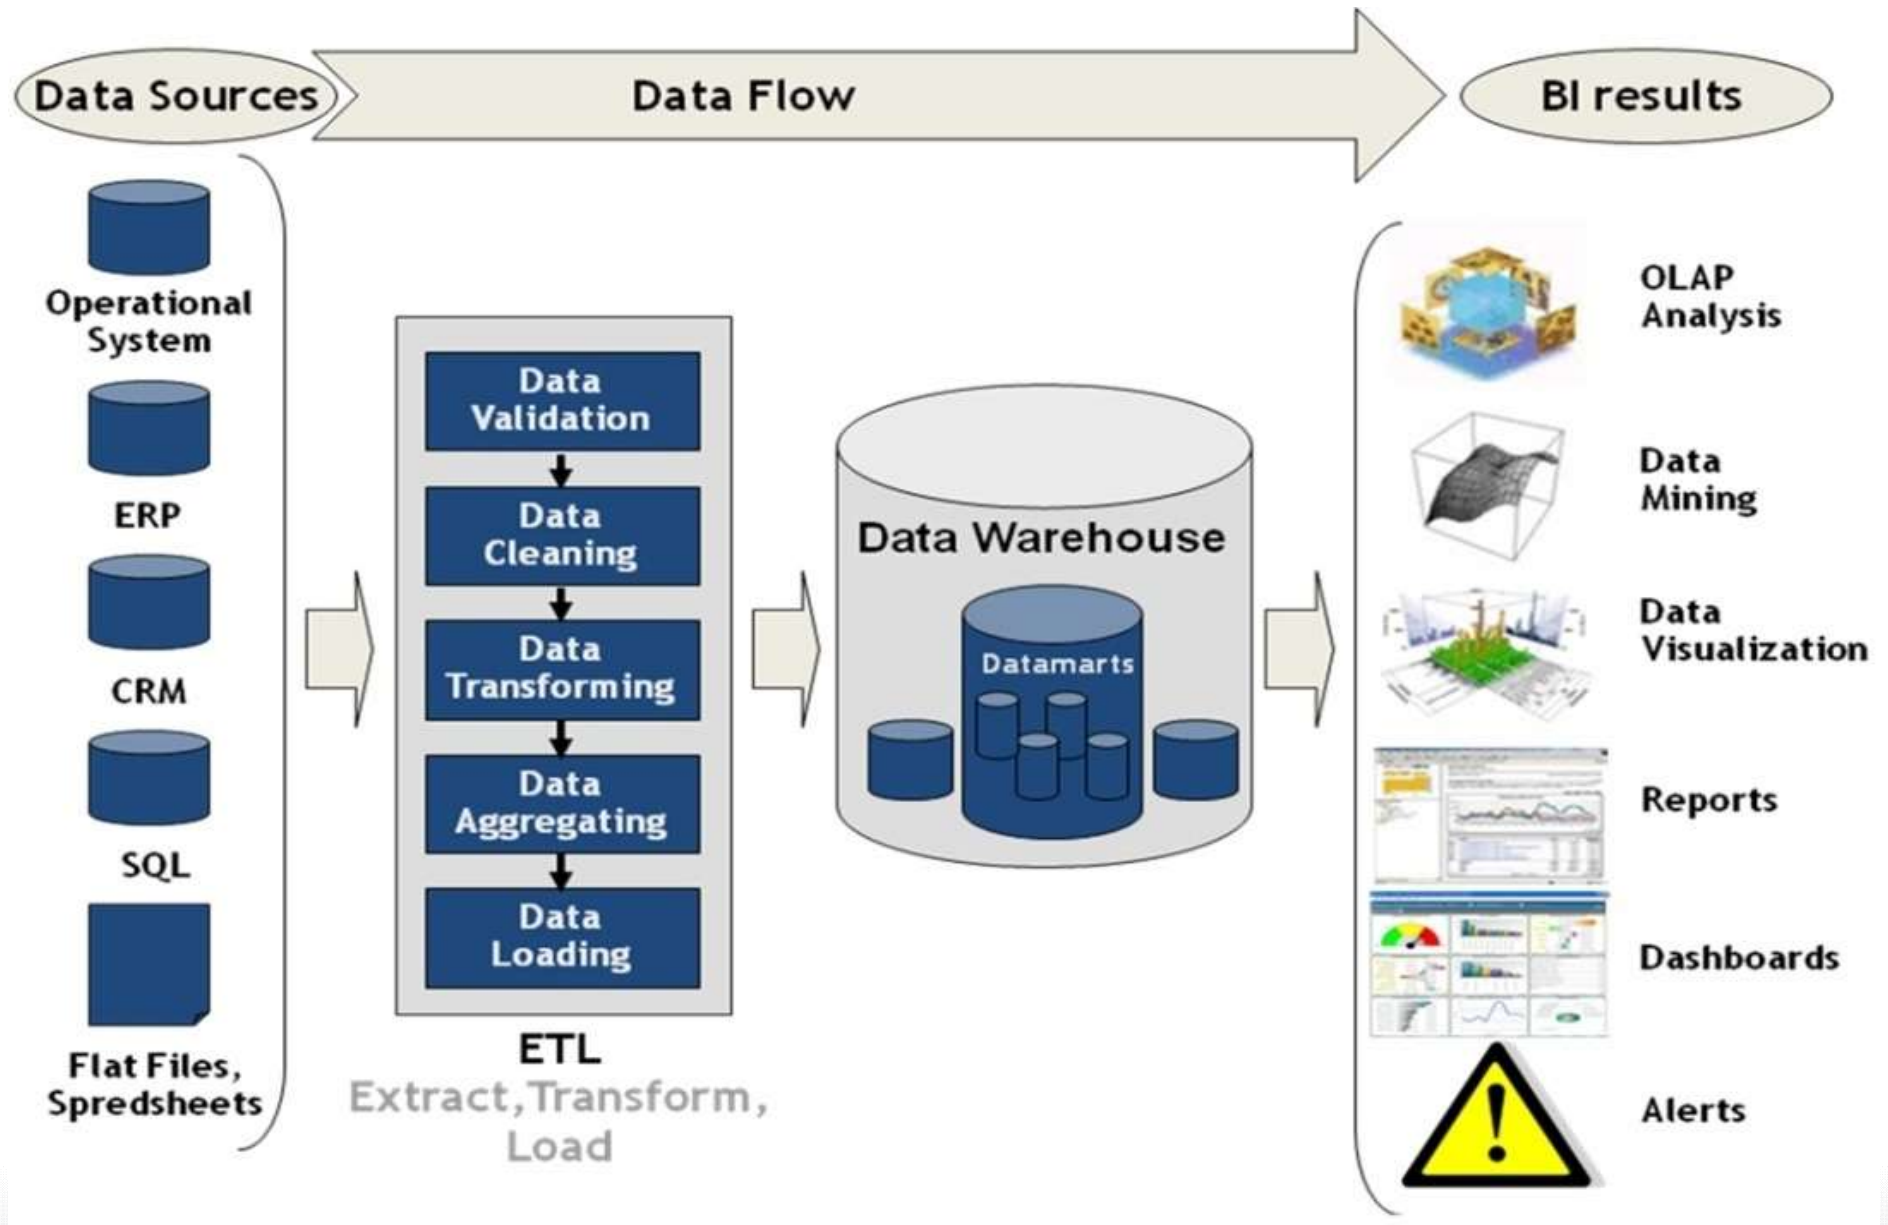 Data Sources
Data Flow
BI results
Operational
System
ERP
CRM
SQL
Flat Files,
Spredsheets
Data
Validation
Data
Cleaning
Data
Transforming
Data
Aggregating
Data
Loading
ETL
Extract, Transform,
Load
Data Warehouse
Datamarts
OLAP
Analysis
Data
Mining
Data
Visualization
Reports
Dashboards
Alerts